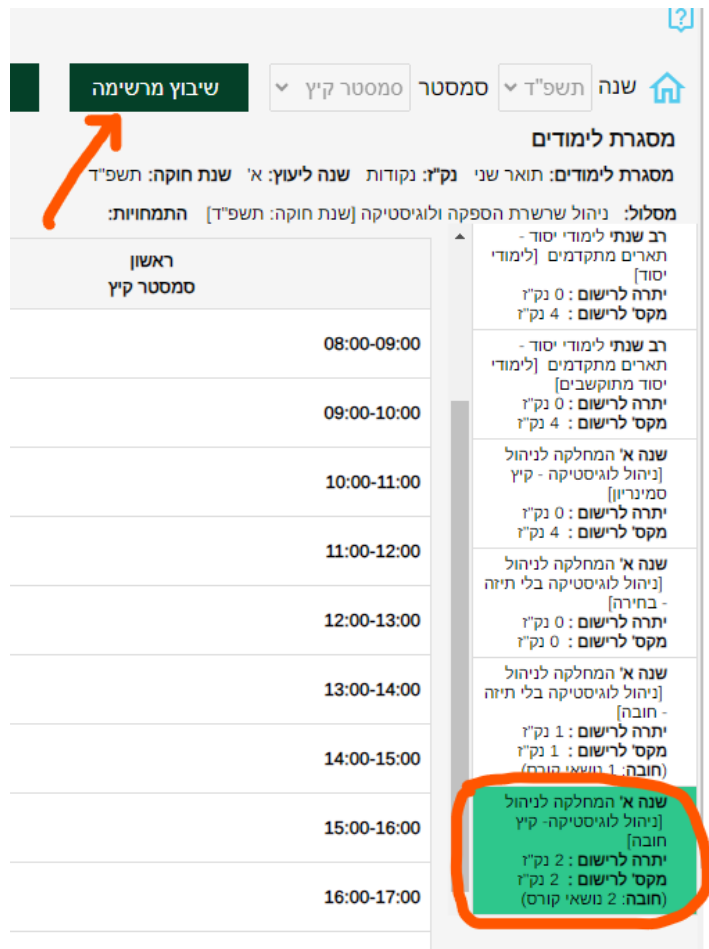 שנה תשפ"ד סמסטר סמסטר קיץ שיבוץ מרשימה
מסגרת לימודים
מסגרת לימודים: תואר שני נק"ז: נקודות שנה ליעוץ: א' שנת חוקה: תשפ"ד
מסלול: ניהול שרשרת הספקה ולוגיסטיקה [שנת חוקה: תשפ"ד] התמחויות:
רב שנתי לימודי יסוד -
תארים מתקדמים [לימודי
יסוד]
יתרה לרישום : 0 נק"ז
מקס' לרישום : 4 נק"ז
רב שנתי לימודי יסוד -
תארים מתקדמים [לימודי
יסוד מתוקשבים]
יתרה לרישום : 0 נק"ז
מקס' לרישום : 4 נק"ז
שנה א' המחלקה לניהול
[ניהול לוגיסטיקה - קיץ
סמינריון]
יתרה לרישום : 0 נק"ז
מקס' לרישום : 4 נק"ז
שנה א' המחלקה לניהול
[ניהול לוגיסטיקה בלי תיזה
- בחירה]
יתרה לרישום : 0 נק"ז
מקס' לרישום : 0 נק"ז
שנה א' המחלקה לניהול
[ניהול לוגיסטיקה בלי תיזה
- חובה]
יתרה לרישום : 1 נק"ז
מקס' לרישום : 1 נק"ז
(חובה: 1 נושאי קורס)
שנה א' המחלקה לניהול
[ניהול לוגיסטיקה- קיץ
חובה]
יתרה לרישום : 2 נק"ז
מקס' לרישום : 2 נק"ז
(חובה: 2 נושאי קורס)
ראשון
סמסטר קיץ
08:00-09:00
09:00-10:00
10:00-11:00
11:00-12:00
12:00-13:00
13:00-14:00
14:00-15:00
15:00-16:00
16:00-17:00